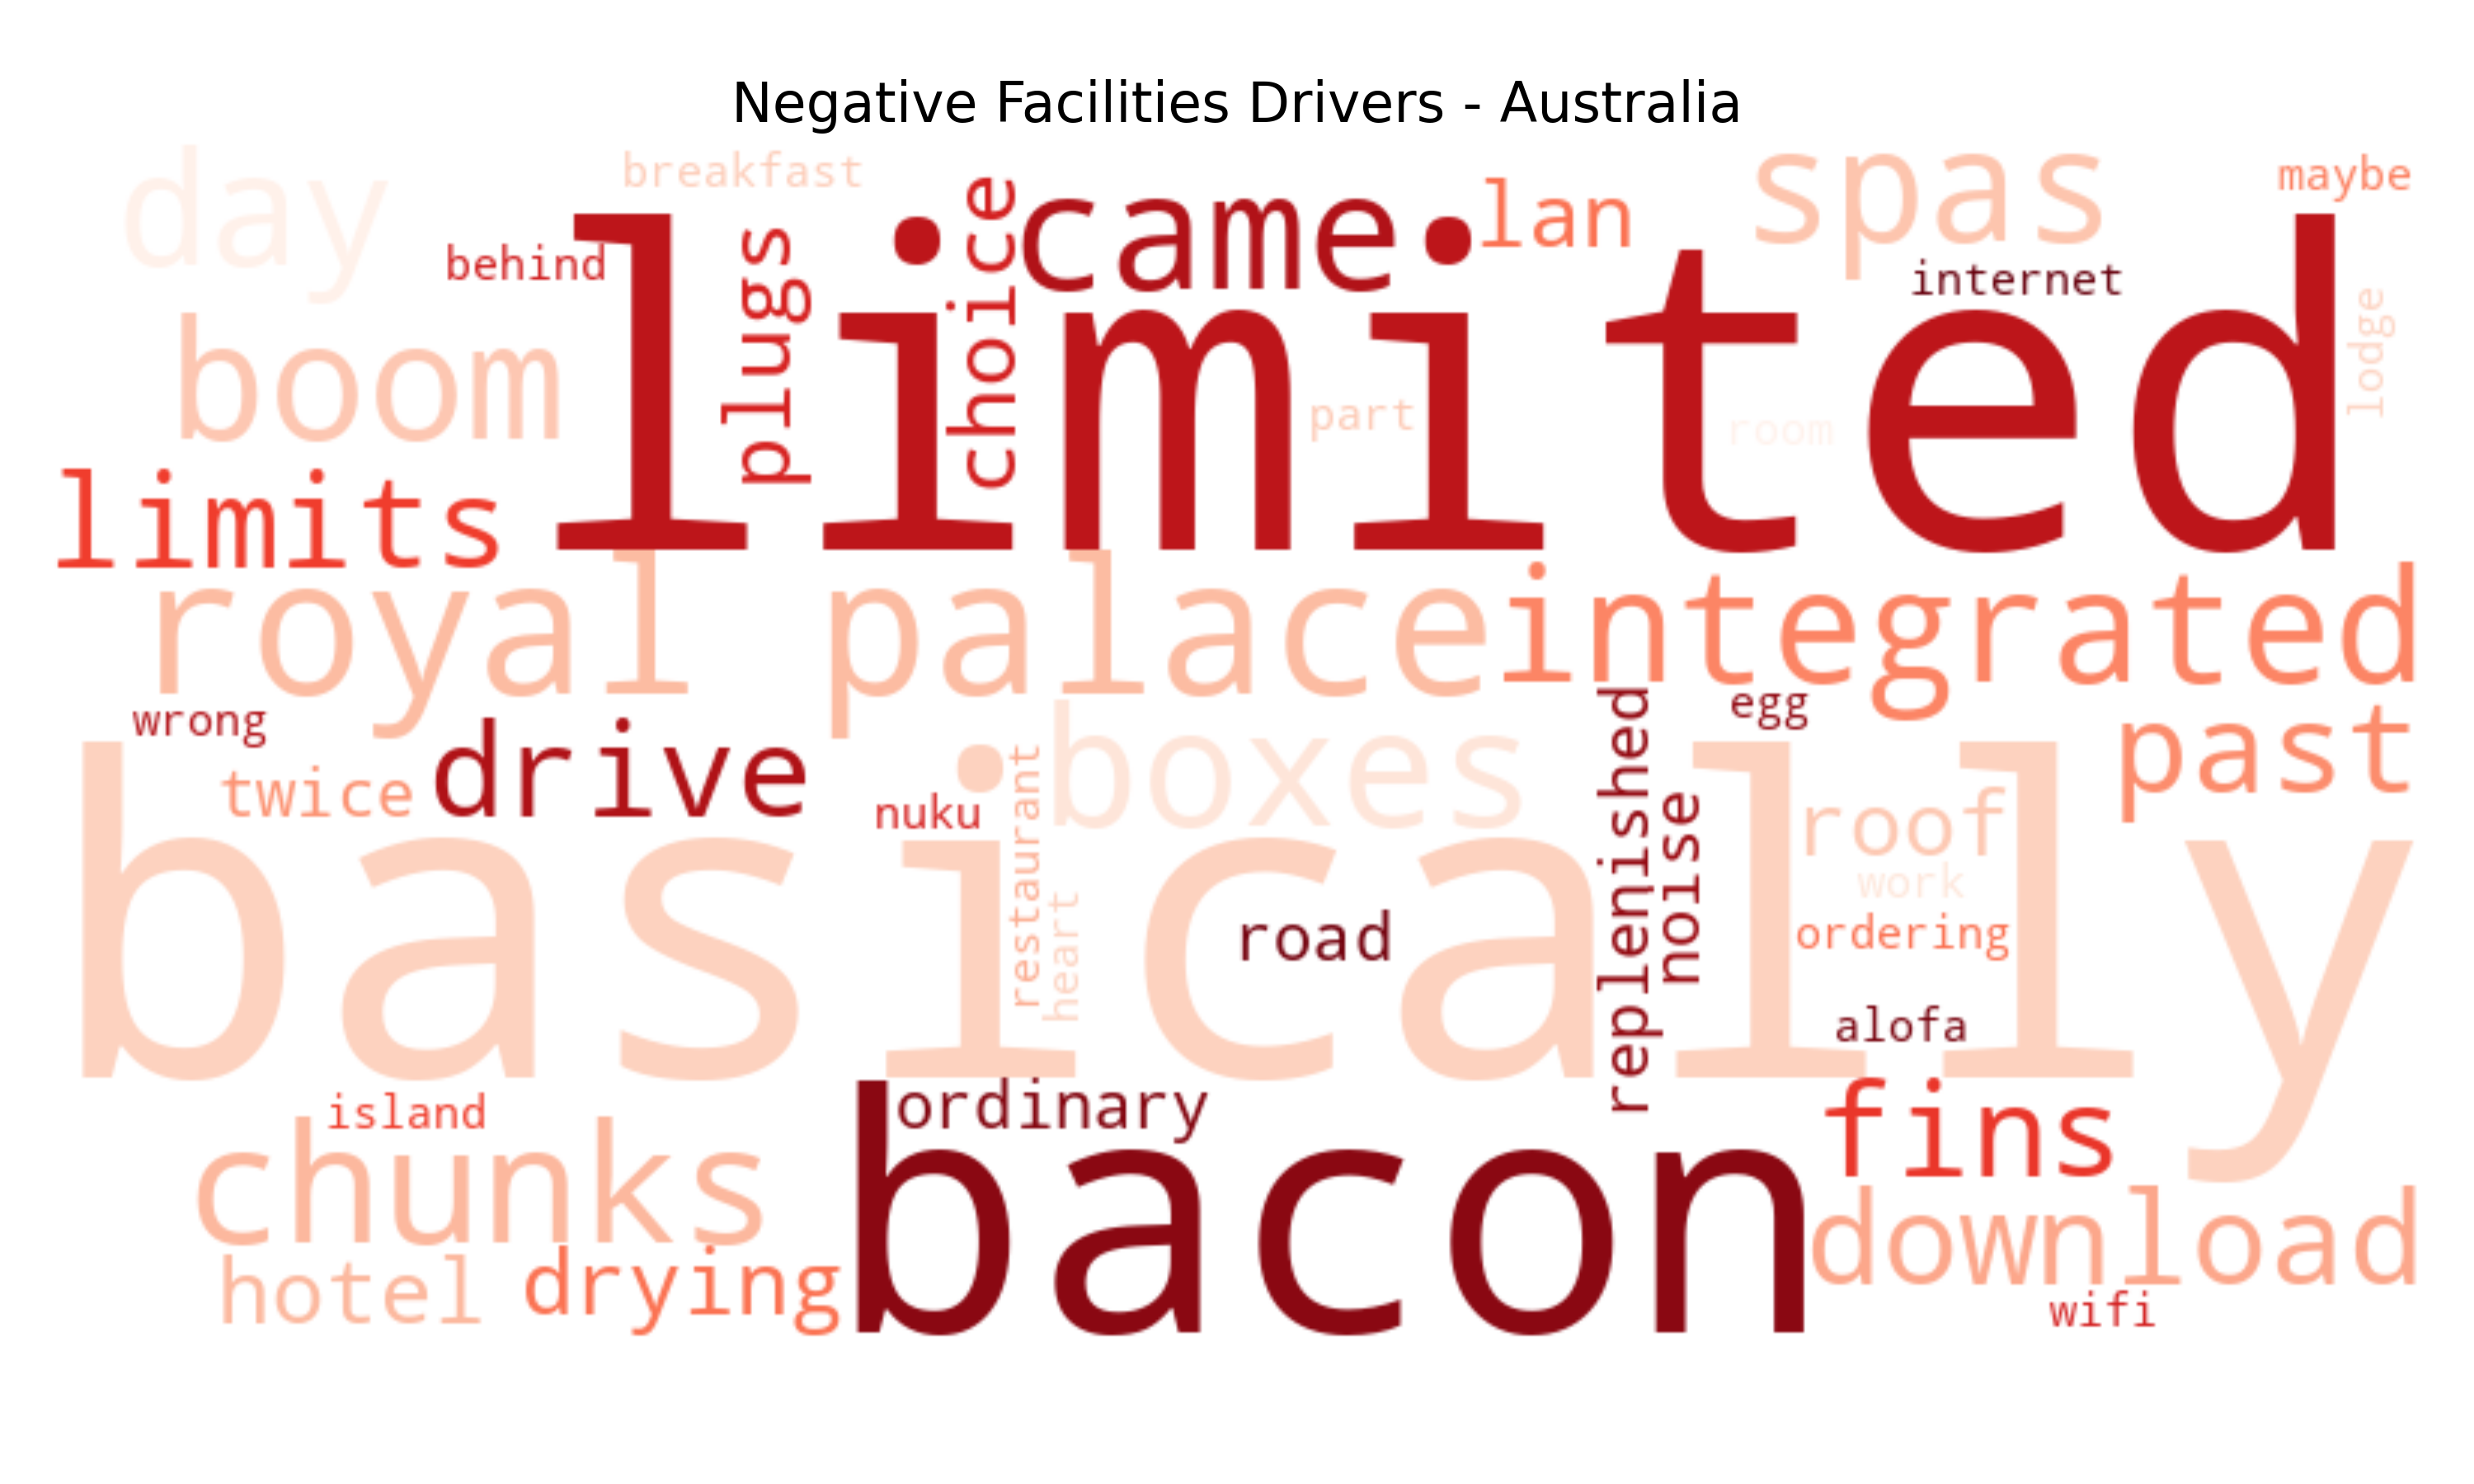 Negative Facilities Drivers - Australia
day
breakfast
came
lan
spas
maybe
behind
plugs
choice
limited
internet
lodge
boom
part
room
limits
royal palace
integrated
wrong
egg
past
twice
drive
nuku
boxes
restaurant
heart
replenished
noise
roof
work
basically
road
ordering
alofa
island
ordinary
fins
chunks
bacon
download
hotel
drying
wifi